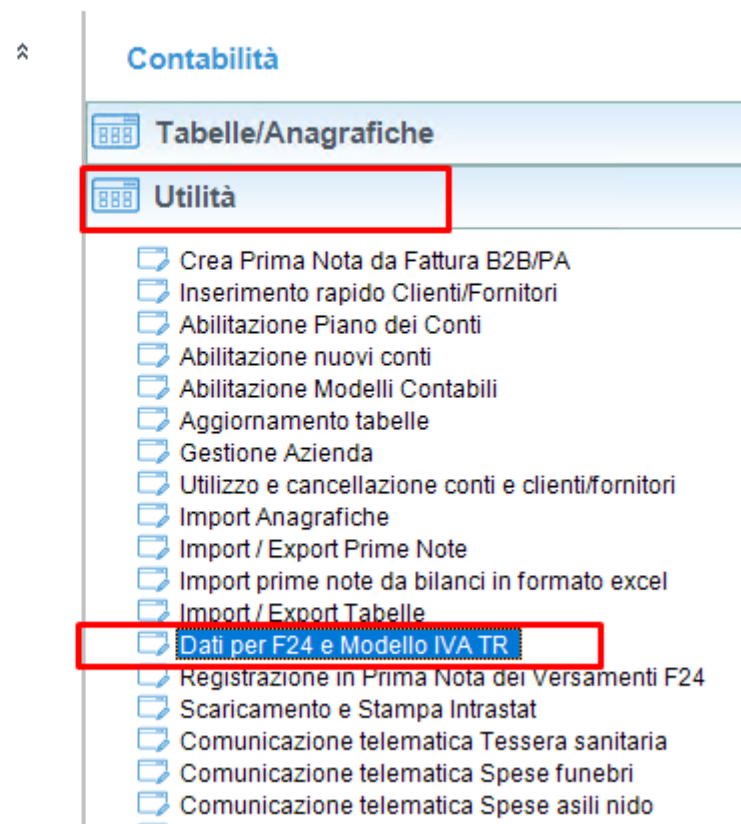 Contabilità
Tabelle/Anagrafiche
Utilità
Crea Prima Nota da Fattura B2B/PA
Inserimento rapido Clienti/Fornitori
Abilitazione Piano dei Conti
Abilitazione nuovi conti
Abilitazione Modelli Contabili
Aggiornamento tabelle
Gestione Azienda
Utilizzo e cancellazione conti e clienti/fornitori
Import Anagrafiche
Import / Export Prime Note
Import prime note da bilanci in formato excel
Import / Export Tabelle
Dati per F24 e Modello IVA TR
Registrazione in Prima Nota dei Versamenti F24
Scaricamento e Stampa Intrastat
Comunicazione telematica Tessera sanitaria
Comunicazione telematica Spese funebri
Comunicazione telematica Spese asili nido